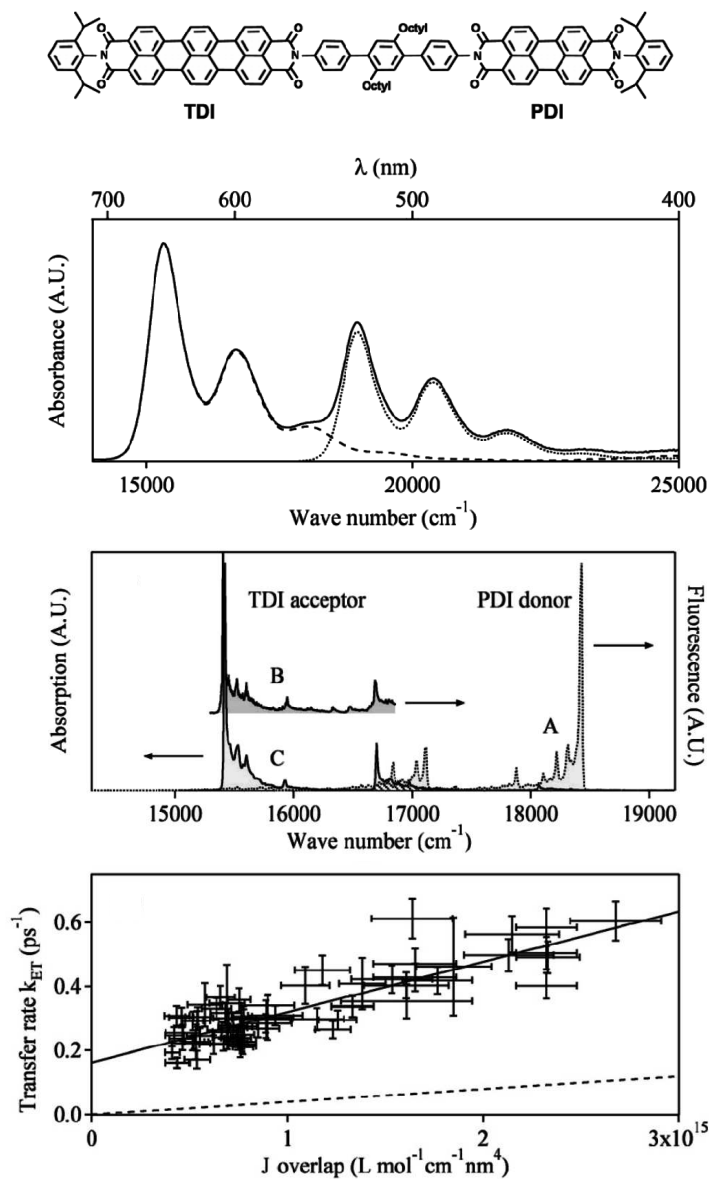 Octyl
O O O O
N N N N
O O O O
Octyl
TDI PDI
λ (nm)
700 600 500 400
Absorbance (A.U.)
15000 20000 25000
Wave number (cm⁻¹)
Absorption (A.U.)
TDI acceptor PDI donor
B
A
C
Fluorescence (A.U.)
15000 16000 17000 18000 19000
Wave number (cm⁻¹)
Transfer rate k_ET (ps⁻¹)
0.6
0.4
0.2
0.0
0 1 2 3x10¹⁵
J overlap (L mol⁻¹cm⁻¹nm⁴)